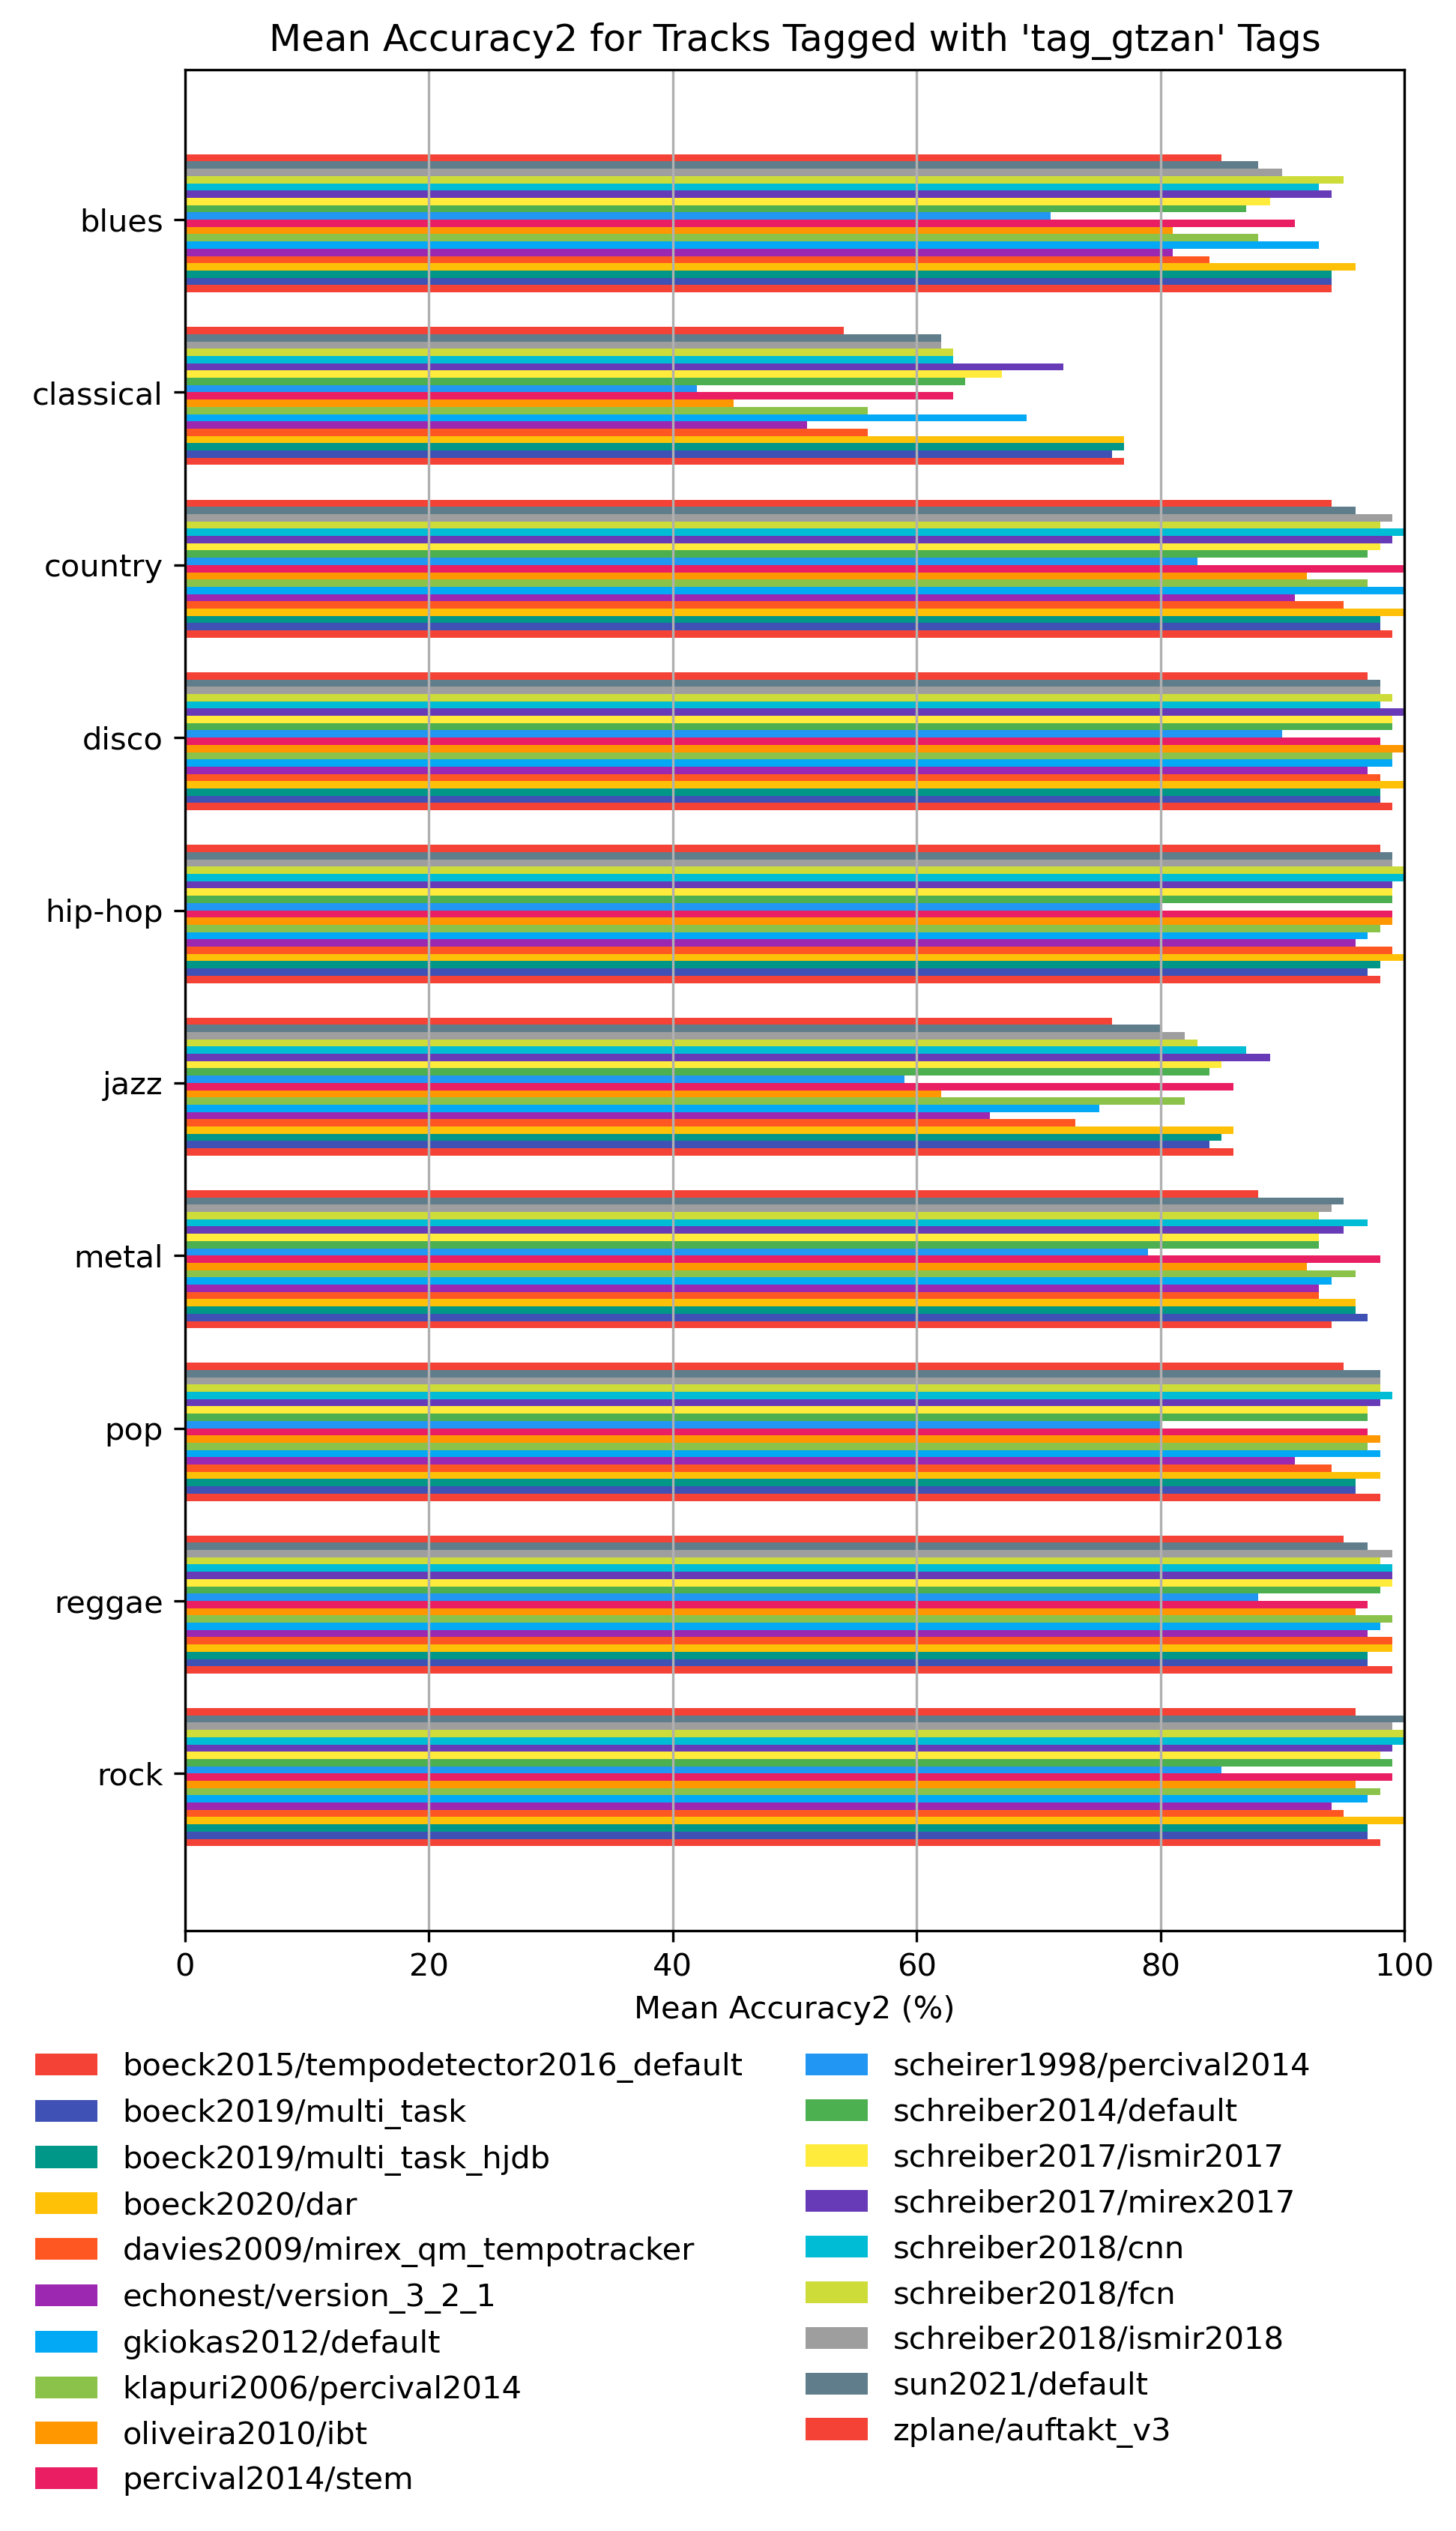 Mean Accuracy2 for Tracks Tagged with 'tag_gtzan' Tags
blues
classical
country
disco
hip-hop
jazz
metal
pop
reggae
rock
0 20 40 60 80 100
Mean Accuracy2 (%)
boeck2015/tempodetector2016_default
boeck2019/multi_task
boeck2019/multi_task_hjdb
boeck2020/dar
davies2009/mirex_qm_tempotracker
echonest/version_3_2_1
gkiokas2012/default
klapuri2006/percival2014
oliveira2010/ibt
percival2014/stem
scheirer1998/percival2014
schreiber2014/default
schreiber2017/ismir2017
schreiber2017/mirex2017
schreiber2018/cnn
schreiber2018/fcn
schreiber2018/ismir2018
sun2021/default
zplane/auftakt_v3